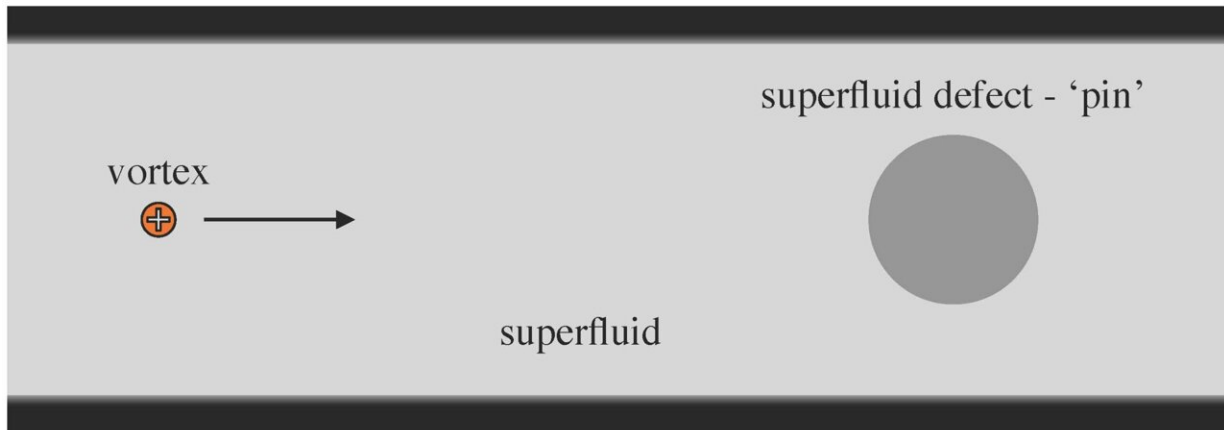 superfluid defect - ‘pin’
vortex
superfluid